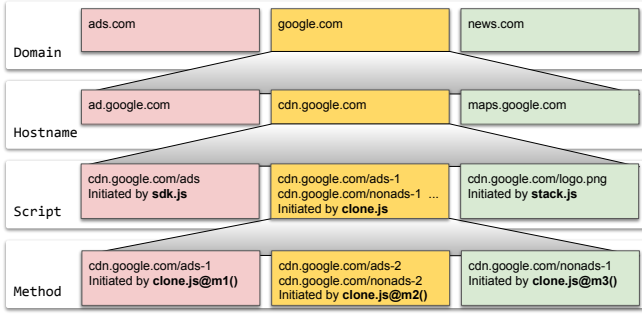 ads.com
google.com
news.com
Domain
ad.google.com
cdn.google.com
maps.google.com
Hostname
cdn.google.com/ads
Initiated by sdk.js
cdn.google.com/ads-1
cdn.google.com/nonads-1 ...
Initiated by clone.js
cdn.google.com/logo.png
Initiated by stack.js
Script
cdn.google.com/ads-1
Initiated by clone.js@m1()
cdn.google.com/ads-2
cdn.google.com/nonads-2
Initiated by clone.js@m2()
cdn.google.com/nonads-1
Initiated by clone.js@m3()
Method